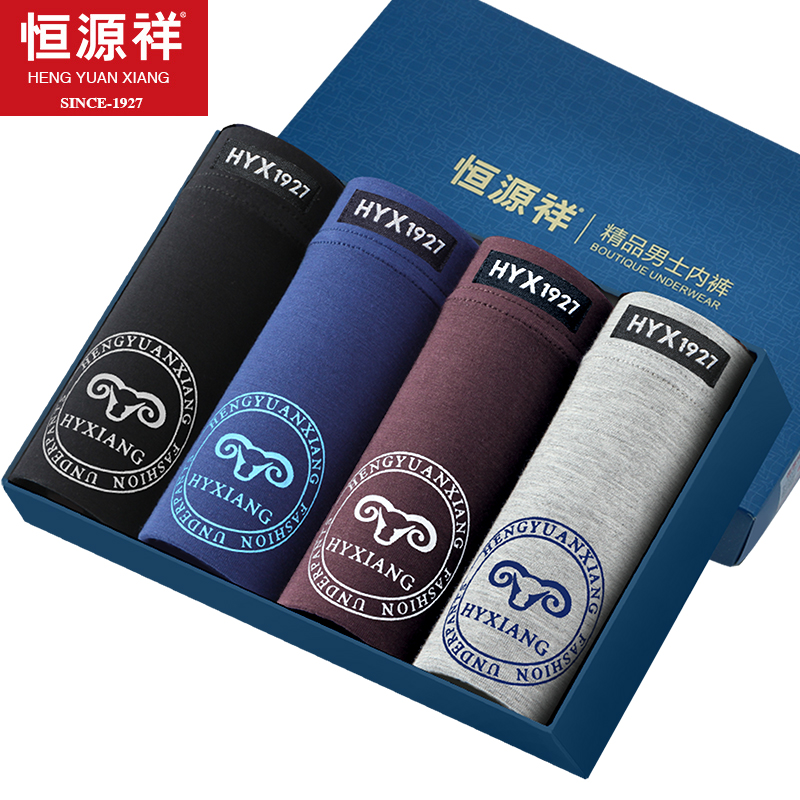 恒源祥®
HENG YUAN XIANG
SINCE-1927
恒源祥®
精品男士内裤
BOUTIQUE UNDERWEAR
HYX1927
HENGYUANXIANG
HYXIANG
FASHION UNDERPANTS
HYX1927
HENGYUANXIANG
HYXIANG
FASHION UNDERPANTS
HYX1927
HENGYUANXIANG
HYXIANG
FASHION UNDERPANTS
HYX1927
HENGYUANXIANG
HYXIANG
FASHION UNDERPANTS